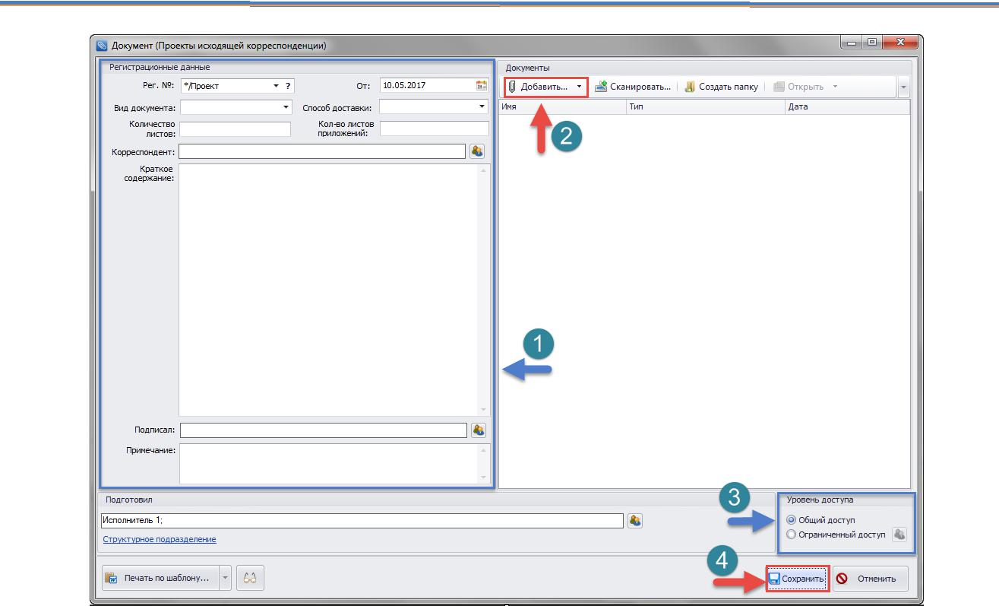 Документ (Проекты исходящей корреспонденции)
Регистрационные данные
Рег. №: */Проект ? От: 10.05.2017
Вид документа: Способ доставки:
Количество листов: Кол-во листов приложений:
Корреспондент:
Краткое
содержание:
Подписал:
Примечание:
Документы
Добавить... Сканировать... Создать папку Открыть
Имя Тип Дата
2
1
Подготовил
Исполнитель 1;
Структурное подразделение
3
Уровень доступа
Общий доступ
Ограниченный доступ
4
Печать по шаблону... Сохранить Отменить